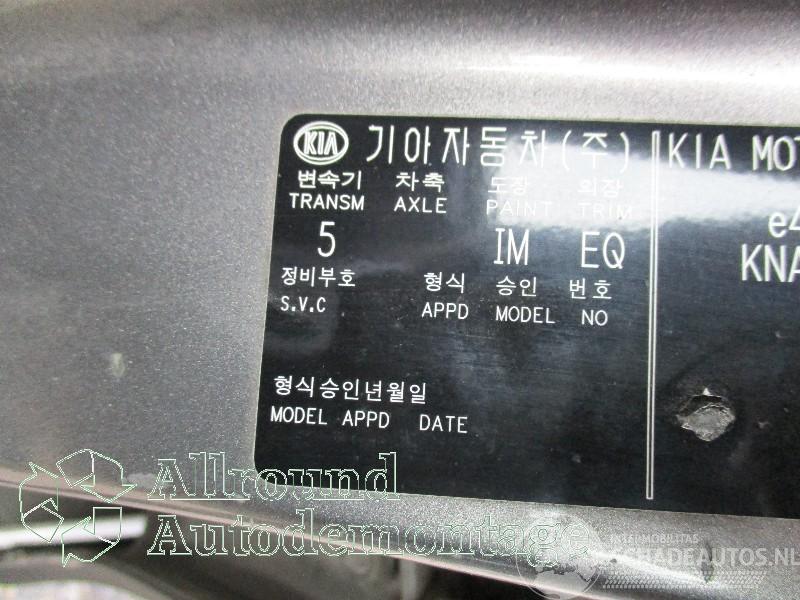 KIA 기아자동차(주) KIA MOT
변속기 차축 도장 외장
TRANSM AXLE PAINT TRIM
e4
5 IM EQ
KNA
정비부호 형식 승인 번호
S.V.C APPD MODEL NO
형식승인년월일
MODEL APPD DATE
Allround
Autodemontage
INTERMOBILITAS
SCHADEAUTOS.NL